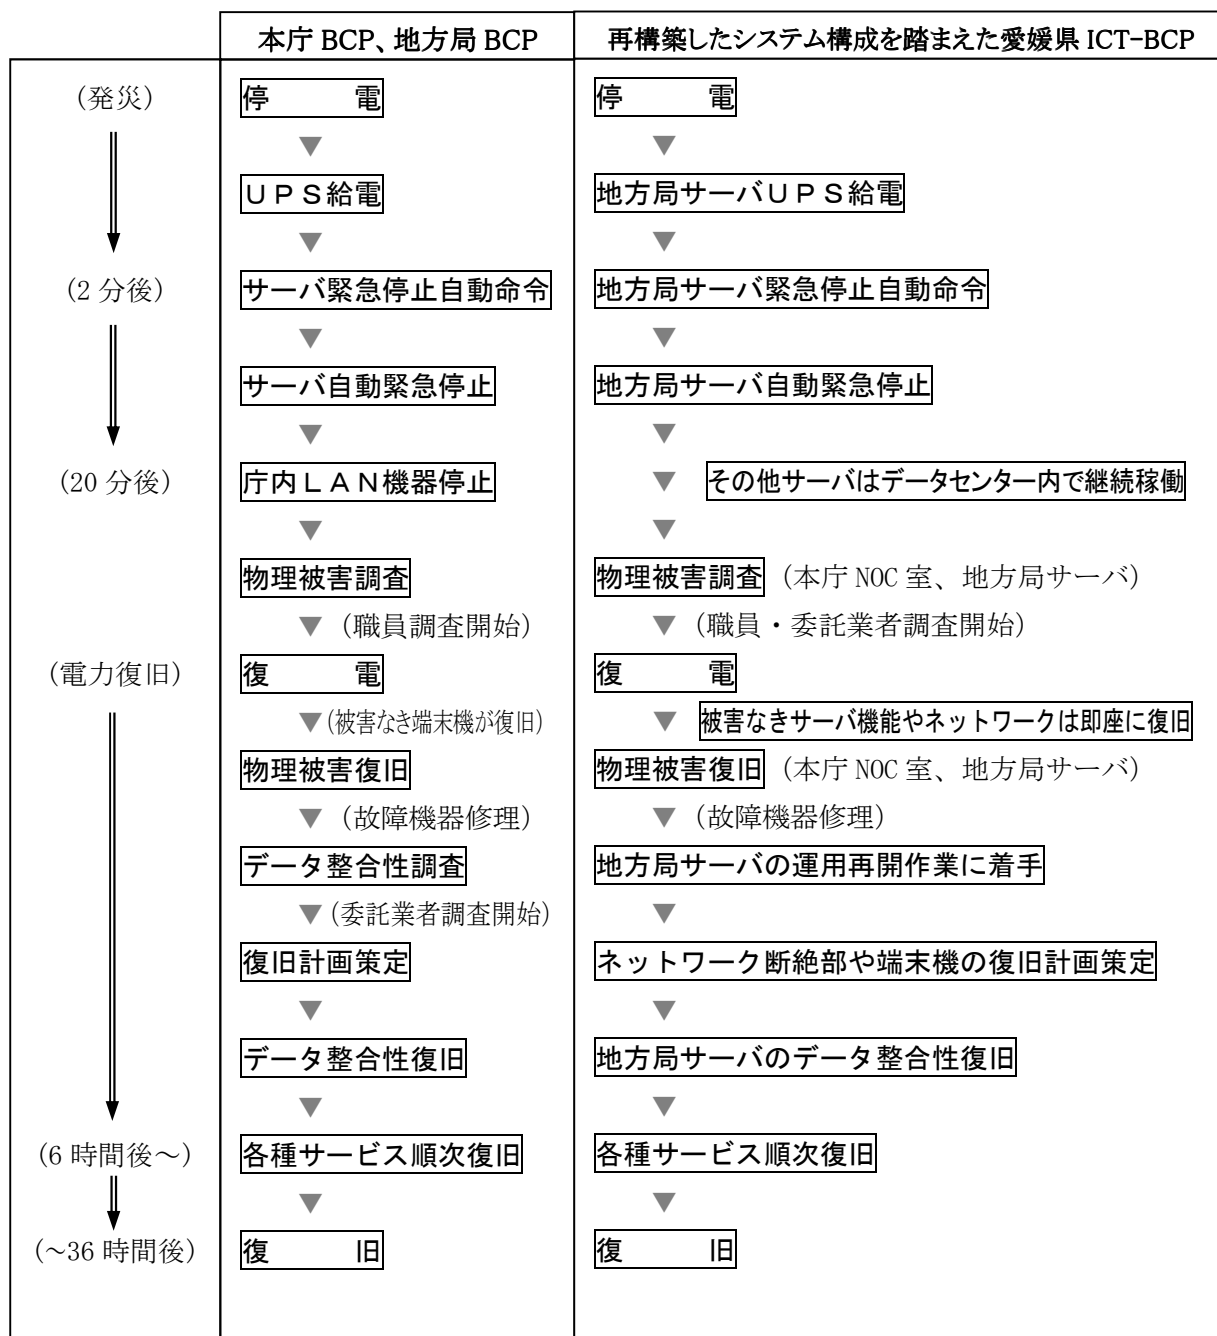 本庁 BCP、地方局 BCP
再構築したシステム構成を踏まえた愛媛県 ICT-BCP
(発災)
停　電
停　電
▼
▼
UPS給電
地方局サーバUPS給電
▼
▼
(2 分後)
サーバ緊急停止自動命令
地方局サーバ緊急停止自動命令
▼
▼
サーバ自動緊急停止
地方局サーバ自動緊急停止
▼
▼
(20 分後)
庁内LAN機器停止
▼ その他サーバはデータセンター内で継続稼働
▼
▼
物理被害調査
物理被害調査 (本庁 NOC 室、地方局サーバ)
▼ (職員調査開始)
▼ (職員・委託業者調査開始)
(電力復旧)
復　電
復　電
▼(被害なき端末機が復旧)
▼ 被害なきサーバ機能やネットワークは即座に復旧
物理被害復旧
物理被害復旧 (本庁 NOC 室、地方局サーバ)
▼ (故障機器修理)
▼ (故障機器修理)
データ整合性調査
地方局サーバの運用再開作業に着手
▼(委託業者調査開始)
▼
復旧計画策定
ネットワーク断絶部や端末機の復旧計画策定
▼
▼
データ整合性復旧
地方局サーバのデータ整合性復旧
▼
▼
(6 時間後～)
各種サービス順次復旧
各種サービス順次復旧
▼
▼
(～36 時間後)
復　旧
復　旧